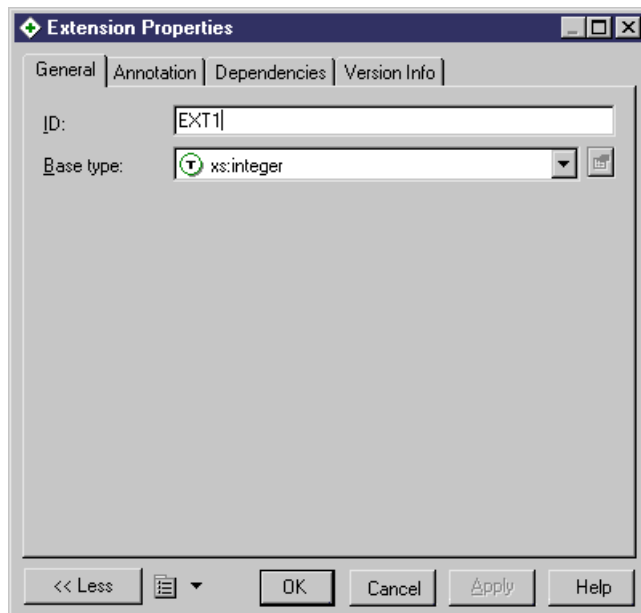 Extension Properties
General Annotation Dependencies Version Info
ID: EXT1
Base type: T xs:integer
<< Less OK Cancel Apply Help